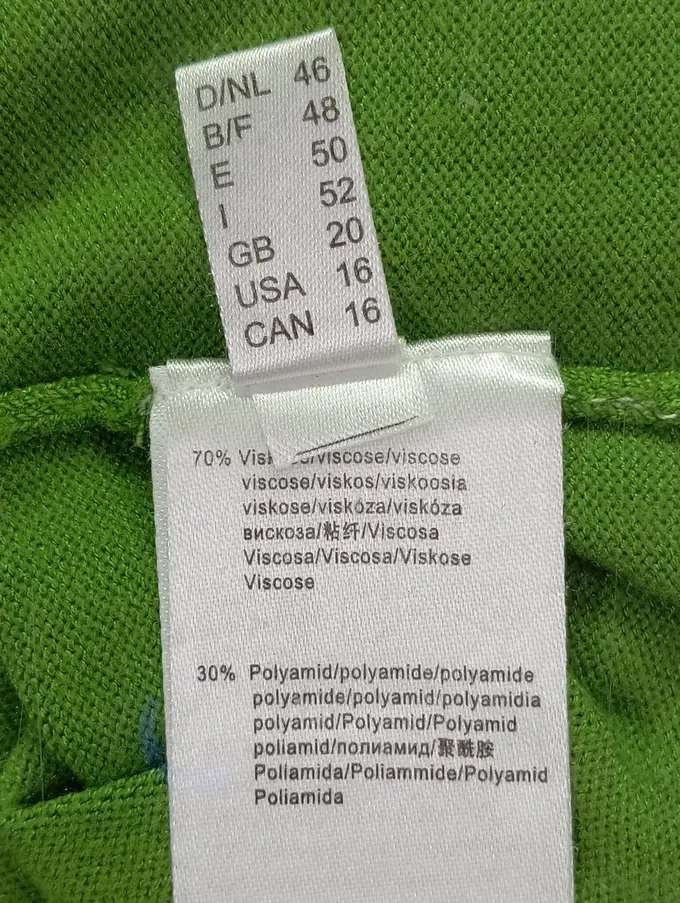 D/NL 46
B/F 48
E 50
I 52
GB 20
USA 16
CAN 16
70% /viscose/viscose
viscose/viskos/viskoosia
viskose/viskóza/viskóza
вискоза/粘纤/Viscosa
Viscosa/Viscosa/Viskose
Viscose
30% Polyamid/polyamide/polyamide
polyamide/polyamid/polyamidia
polyamid/Polyamid/Polyamid
poliamid/полиамид/聚酰胺
Poliamida/Poliammide/Polyamid
Poliamida